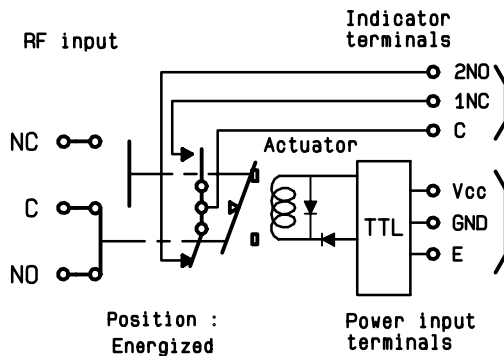 RF input
Indicator
terminals
2NO
1NC
C
NC
C
NO
Actuator
TTL
Vcc
GND
E
Position :
Energized
Power input
terminals